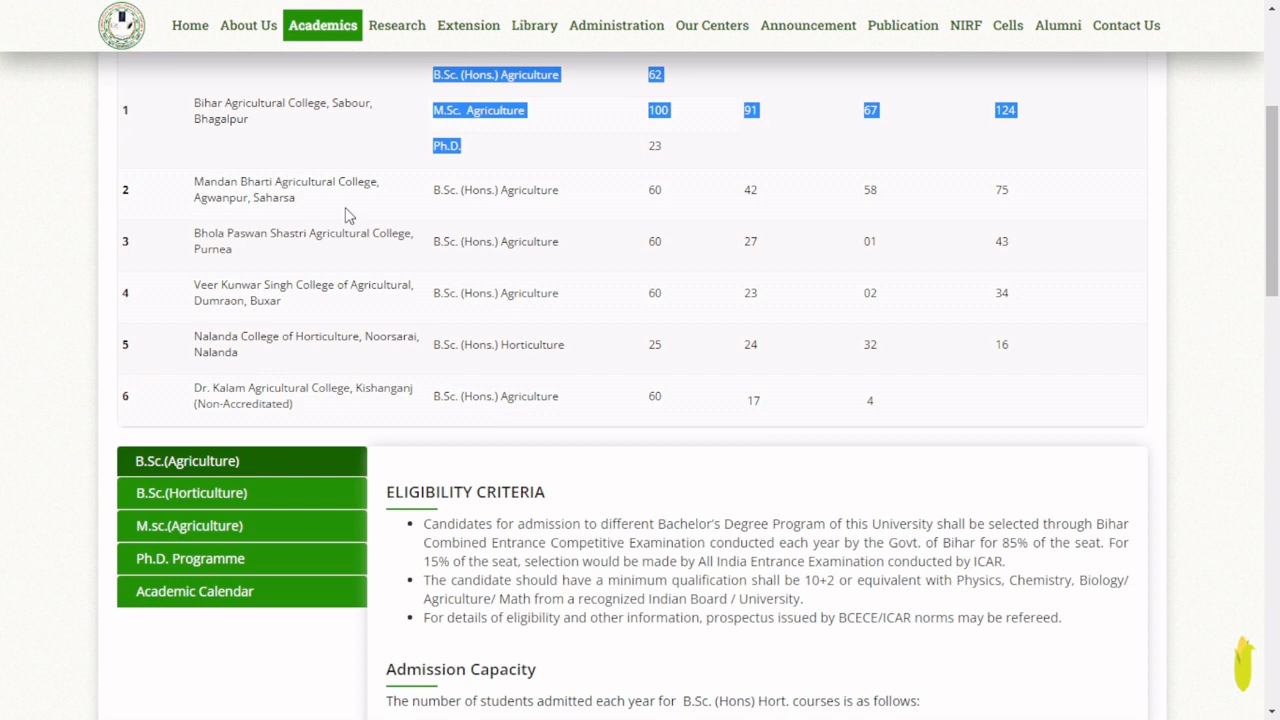 Home About Us Academics Research Extension Library Administration Our Centers Announcement Publication NIRF Cells Alumni Contact Us
B.Sc. (Hons.) Agriculture 62
1 Bihar Agricultural College, Sabour, Bhagalpur M.Sc. Agriculture 100 91 67 124
Ph.D. 23
2 Mandan Bharti Agricultural College, Agwanpur, Saharsa B.Sc. (Hons.) Agriculture 60 42 58 75
3 Bhola Paswan Shastri Agricultural College, Purnea B.Sc. (Hons.) Agriculture 60 27 01 43
4 Veer Kunwar Singh College of Agricultural, Dumraon, Buxar B.Sc. (Hons.) Agriculture 60 23 02 34
5 Nalanda College of Horticulture, Noorsarai, Nalanda B.Sc. (Hons.) Horticulture 25 24 32 16
6 Dr. Kalam Agricultural College, Kishanganj (Non-Accreditated) B.Sc. (Hons.) Agriculture 60 17 4
B.Sc.(Agriculture)
B.Sc.(Horticulture)
M.sc.(Agriculture)
Ph.D. Programme
Academic Calendar
ELIGIBILITY CRITERIA
Candidates for admission to different Bachelor's Degree Program of this University shall be selected through Bihar
Combined Entrance Competitive Examination conducted each year by the Govt. of Bihar for 85% of the seat. For
15% of the seat, selection would be made by All India Entrance Examination conducted by ICAR.
The candidate should have a minimum qualification shall be 10+2 or equivalent with Physics, Chemistry, Biology/
Agriculture/ Math from a recognized Indian Board / University.
For details of eligibility and other information, prospectus issued by BCECE/ICAR norms may be refereed.
Admission Capacity
The number of students admitted each year for B.Sc. (Hons) Hort. courses is as follows: